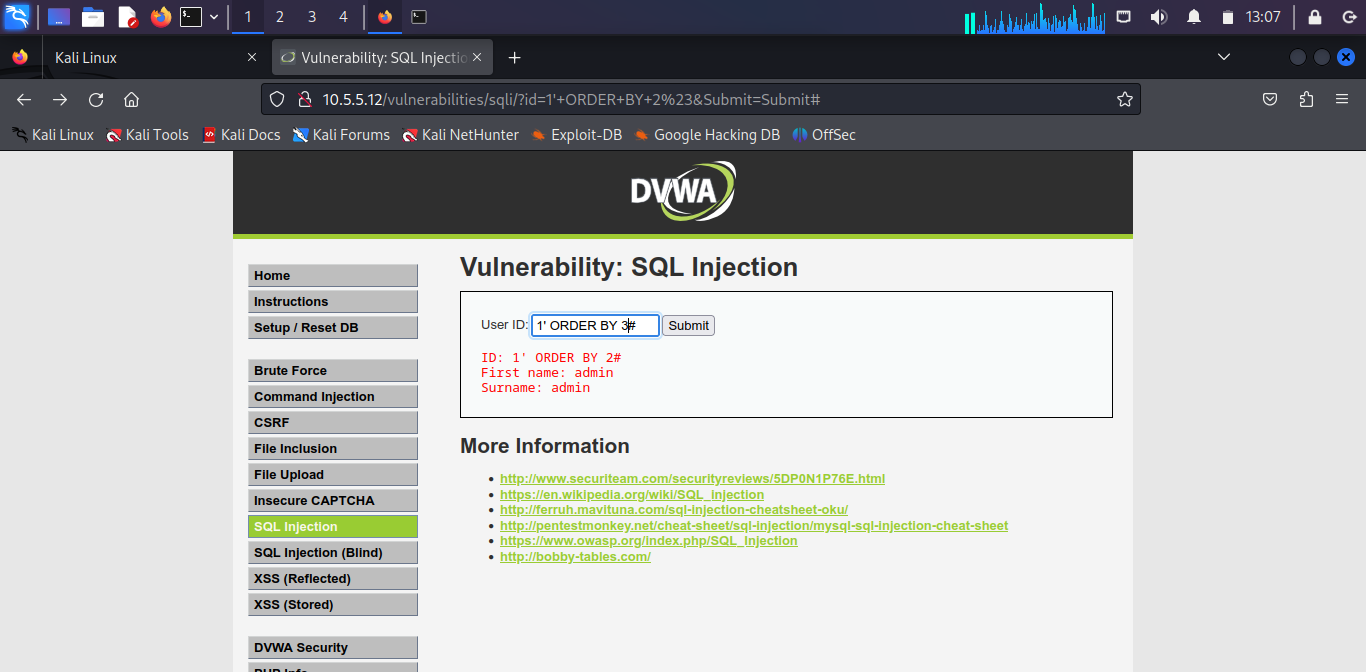 1 2 3 4 13:07
Kali Linux
Vulnerability: SQL Injectio
10.5.5.12/vulnerabilities/sqli/?id=1'+ORDER+BY+2%23&Submit=Submit#
Kali Linux Kali Tools Kali Docs Kali Forums Kali NetHunter Exploit-DB Google Hacking DB OffSec
DVWA
Home
Instructions
Setup / Reset DB
Brute Force
Command Injection
CSRF
File Inclusion
File Upload
Insecure CAPTCHA
SQL Injection
SQL Injection (Blind)
XSS (Reflected)
XSS (Stored)
DVWA Security
Vulnerability: SQL Injection
User ID: 1' ORDER BY 3# Submit
ID: 1' ORDER BY 2#
First name: admin
Surname: admin
More Information
http://www.securiteam.com/securityreviews/5DP0N1P76E.html
https://en.wikipedia.org/wiki/SQL_injection
http://ferruh.mavituna.com/sql-injection-cheatsheet-oku/
http://pentestmonkey.net/cheat-sheet/sql-injection/mysql-sql-injection-cheat-sheet
https://www.owasp.org/index.php/SQL_Injection
http://bobby-tables.com/